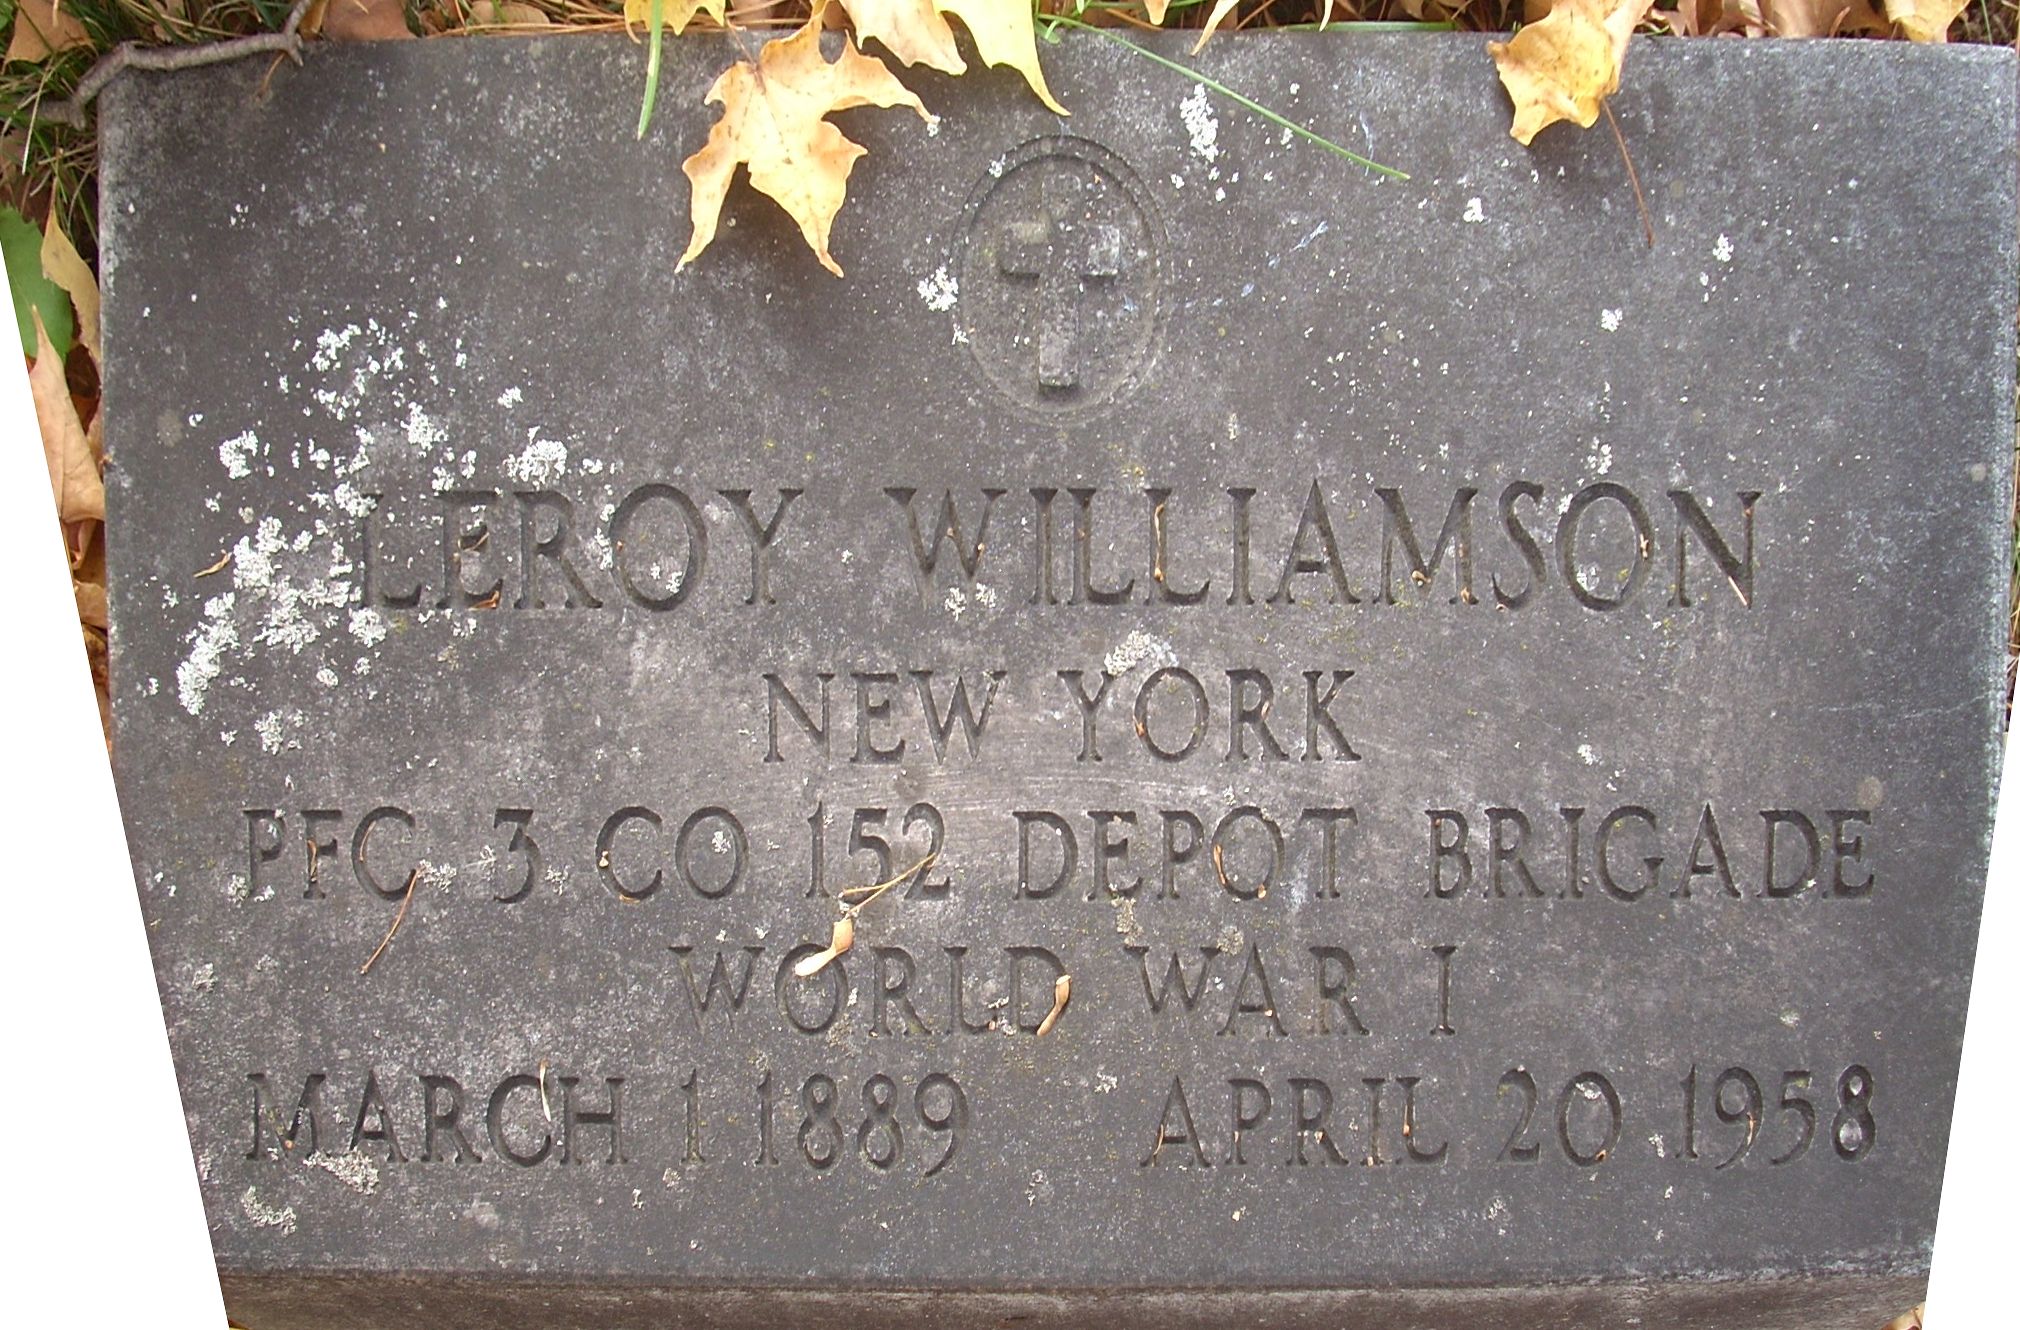 LEROY WILLIAMSON
NEW YORK
PFC 3 CO 152 DEPOT BRIGADE
WORLD WAR I
MARCH 1 1889 APRIL 20 1958